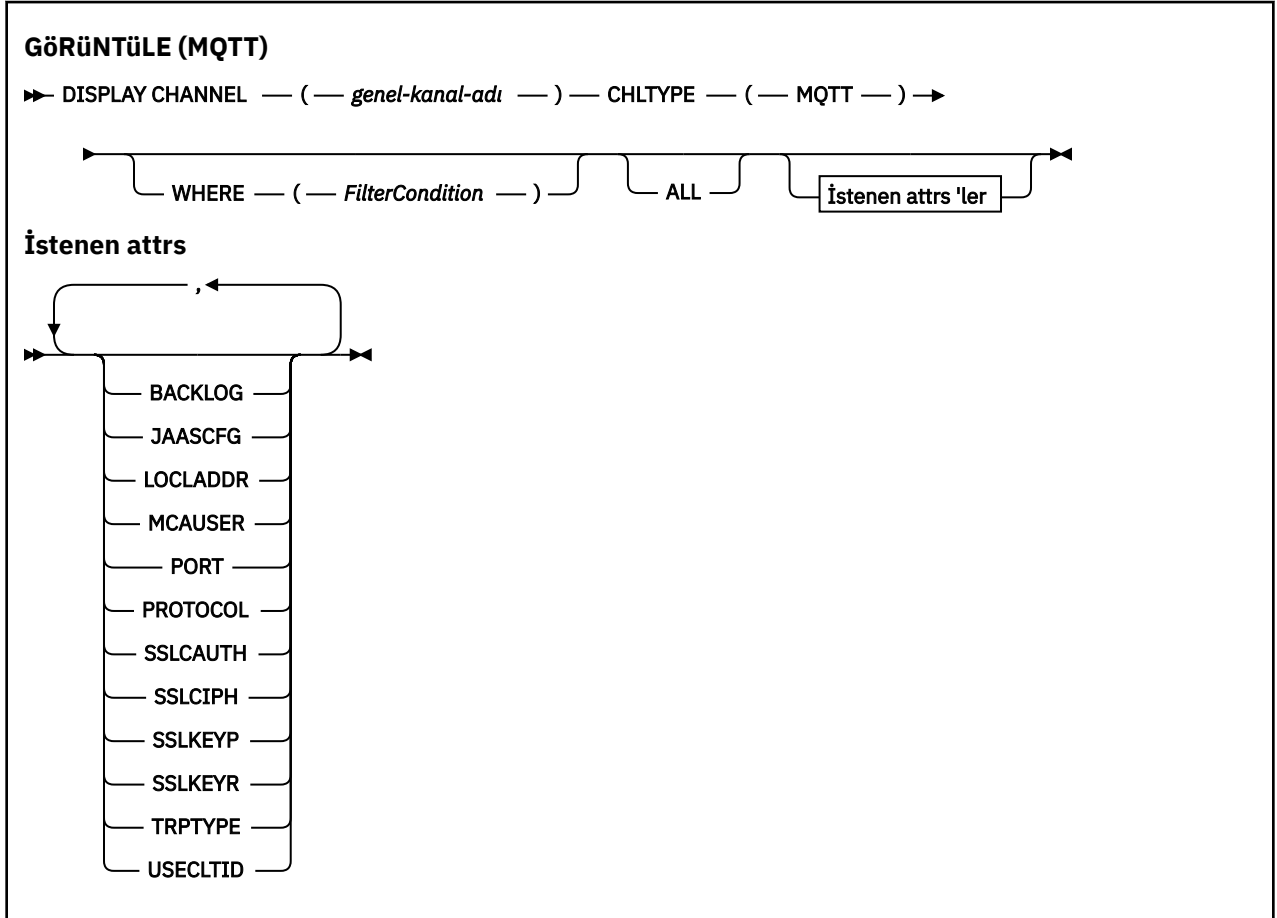 GöRüNTüLE (MQTT)
DISPLAY CHANNEL ( genel-kanal-adı ) CHLTYPE ( MQTT )
WHERE ( FilterCondition ) ALL İstenen attrs 'ler
İstenen attrs
,
BACKLOG
JAASCFG
LOCLADDR
MCAUSER
PORT
PROTOCOL
SSLCAUTH
SSLCIPH
SSLKEYP
SSLKEYR
TRPTYPE
USECLTID